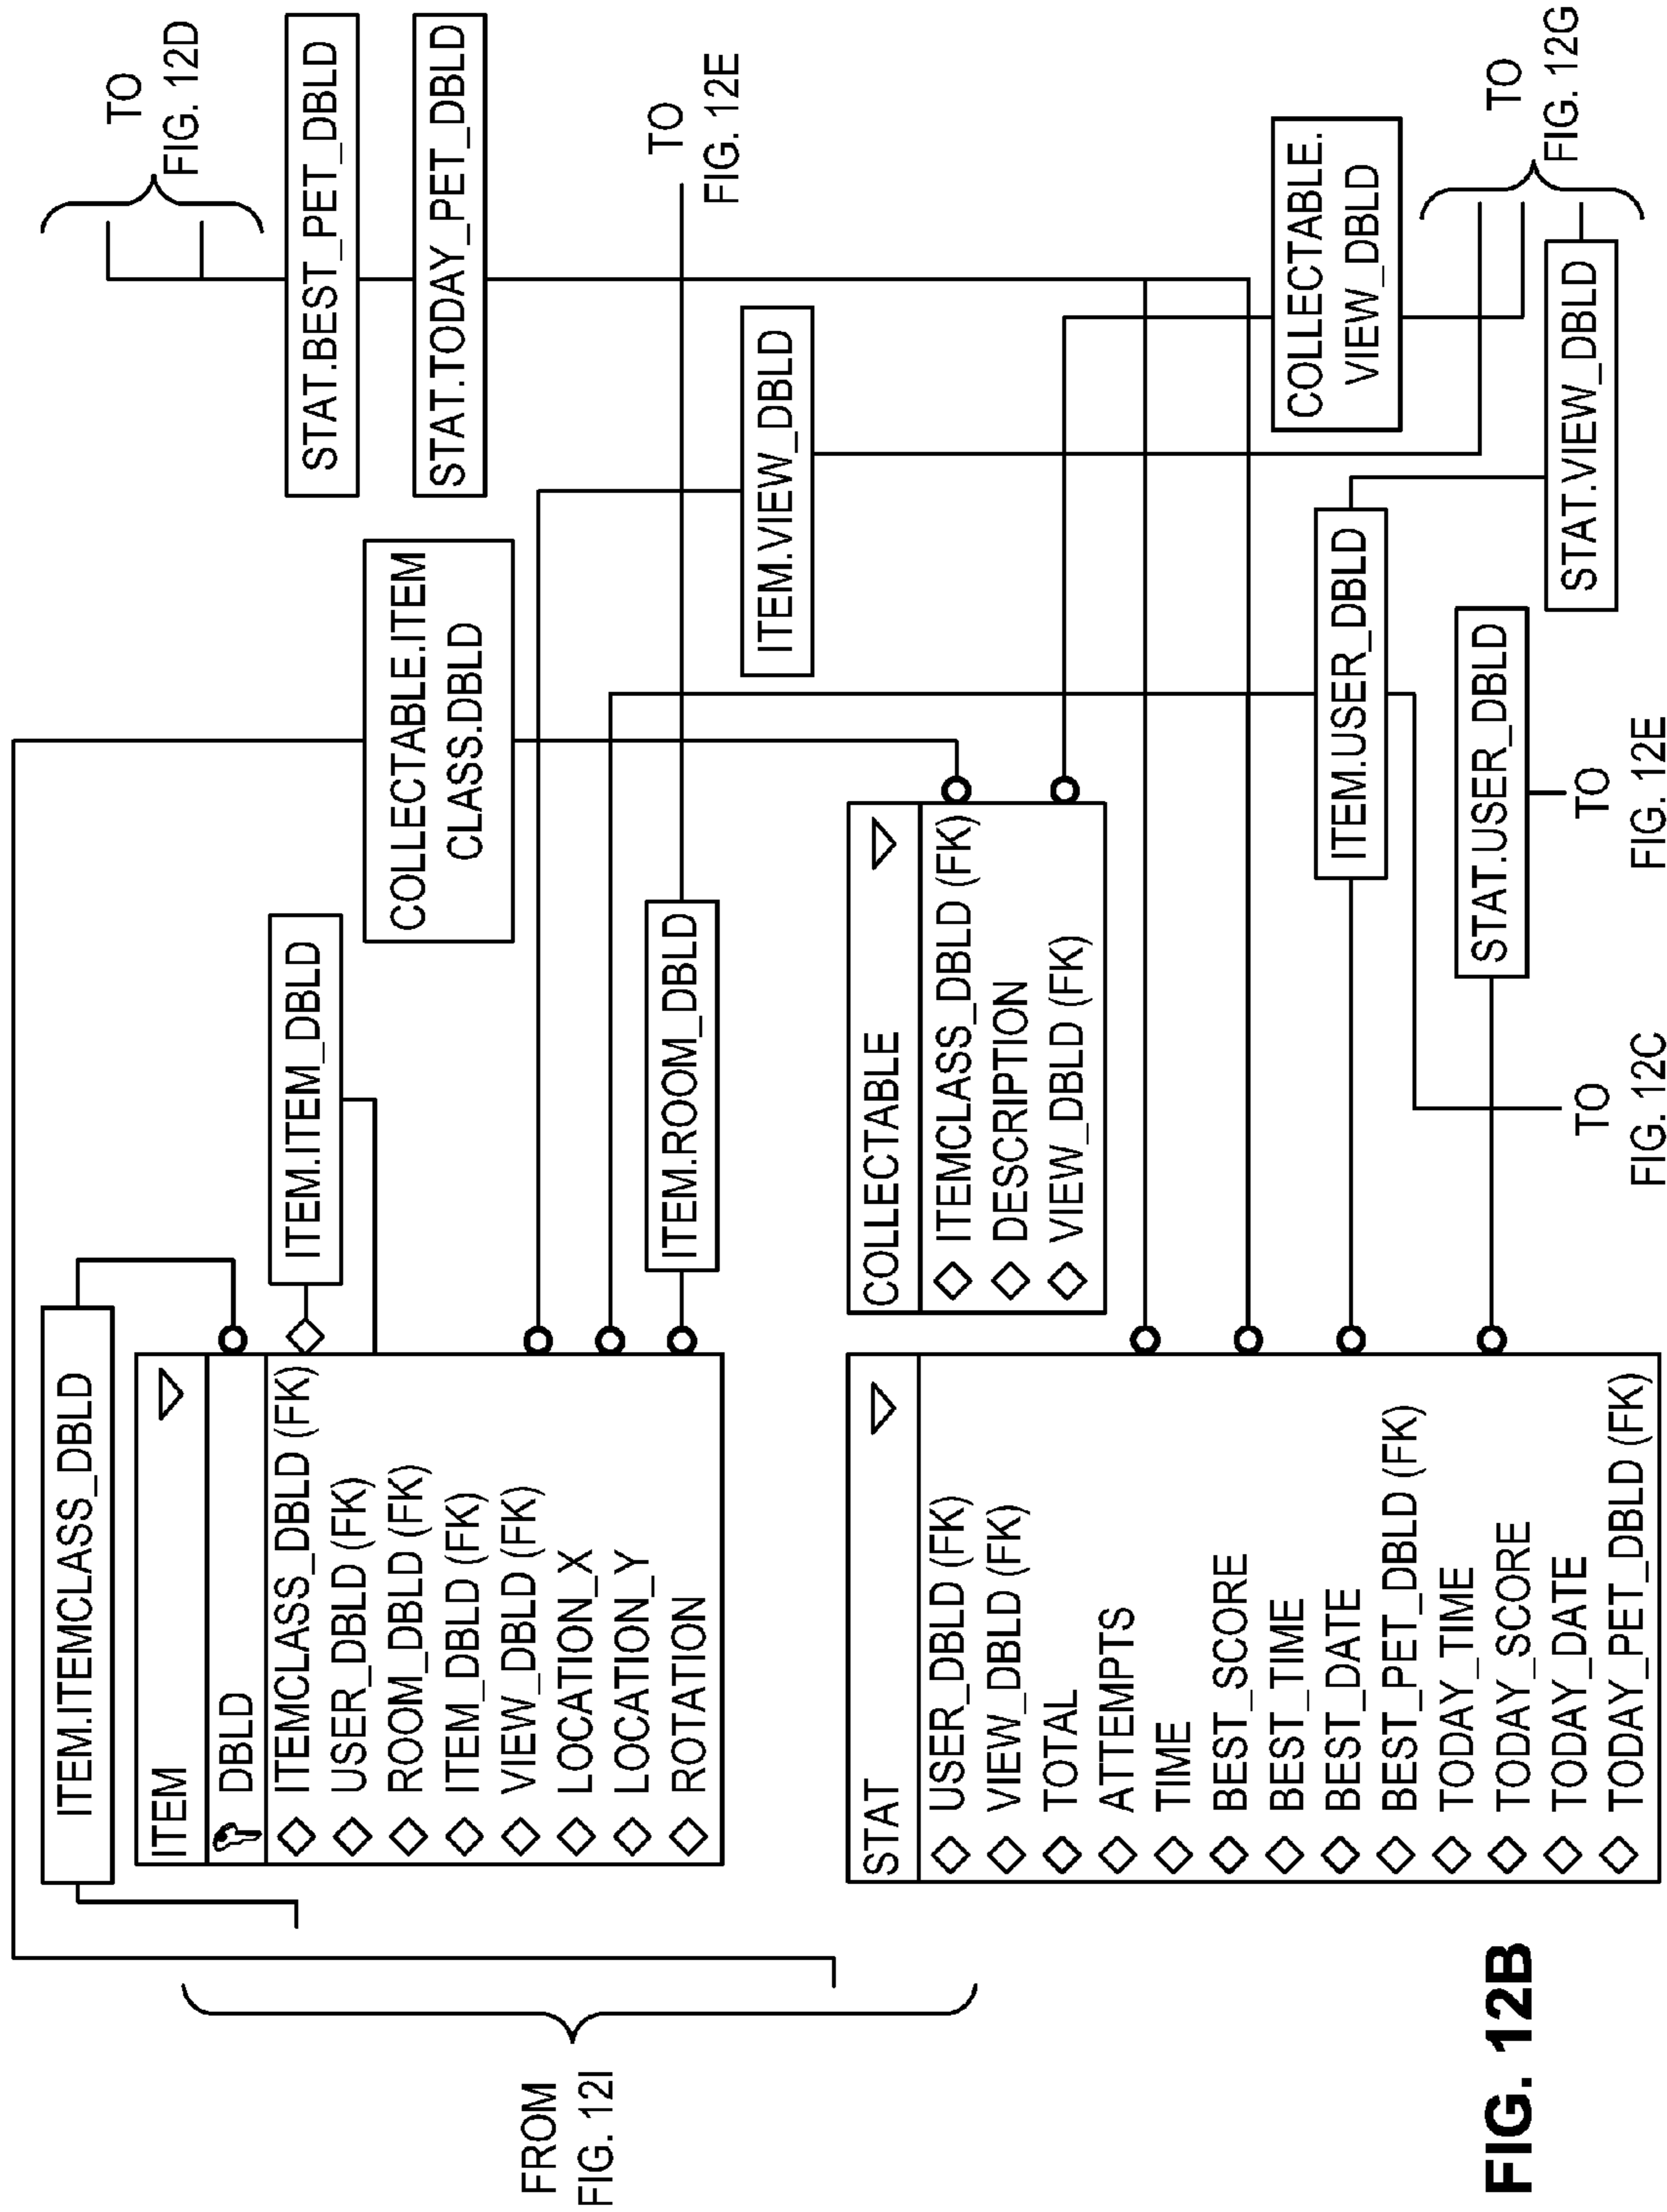 ITEM.ITEMCLASS_DBLD
TO
FIG. 12D
ITEM
DBLD
ITEMCLASS_DBLD (FK)
USER_DBLD (FK)
ROOM_DBLD (FK)
ITEM_DBLD (FK)
VIEW_DBLD (FK)
LOCATION_X
LOCATION_Y
ROTATION
ITEM.ITEM_DBLD
STAT.BEST_PET_DBLD
COLLECTABLE.ITEM
CLASS.DBLD
STAT.TODAY_PET_DBLD
ITEM.ROOM_DBLD
TO
FIG. 12E
ITEM.VIEW_DBLD
FROM
FIG. 12I
COLLECTABLE
ITEMCLASS_DBLD (FK)
DESCRIPTION
VIEW_DBLD (FK)
STAT
USER_DBLD (FK)
VIEW_DBLD (FK)
TOTAL
ATTEMPTS
TIME
BEST_SCORE
BEST_TIME
BEST_DATE
BEST_PET_DBLD (FK)
TODAY_TIME
TODAY_SCORE
TODAY_DATE
TODAY_PET_DBLD (FK)
COLLECTABLE.
VIEW_DBLD
ITEM.USER_DBLD
STAT.USER_DBLD
STAT.VIEW_DBLD
TO
FIG. 12G
TO
FIG. 12C
TO
FIG. 12E
FIG. 12B